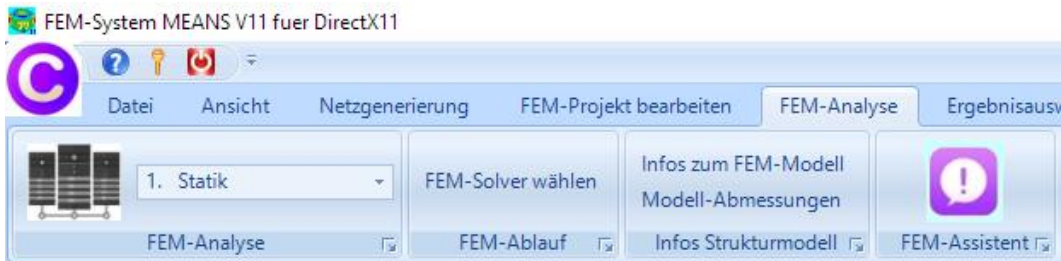 FEM-System MEANS V11 fuer DirectX11
C
Datei Ansicht Netzgenerierung FEM-Projekt bearbeiten FEM-Analyse Ergebnisausw
1. Statik FEM-Solver wählen Infos zum FEM-Modell
Modell-Abmessungen
FEM-Analyse FEM-Ablauf Infos Strukturmodell FEM-Assistent